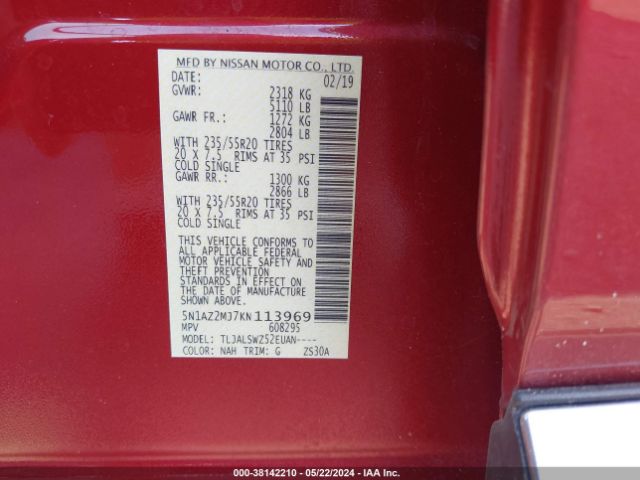 MFD BY NISSAN MOTOR CO., LTD.
DATE: 02/19
GVWR: 2318 KG
5110 LB
GAWR FR.: 1272 KG
2804 LB
WITH 235/55R20 TIRES
20 X 7.5 RIMS AT 35 PSI
COLD SINGLE
GAWR RR.: 1300 KG
2866 LB
WITH 235/55R20 TIRES
20 X 7.5 RIMS AT 35 PSI
COLD SINGLE
THIS VEHICLE CONFORMS TO
ALL APPLICABLE FEDERAL
MOTOR VEHICLE SAFETY AND
THEFT PREVENTION
STANDARDS IN EFFECT ON
THE DATE OF MANUFACTURE
SHOWN ABOVE.
5N1AZ2MJ7KN113969
MPV 608295
MODEL: TLJALSWZ52EUAN----
COLOR: NAH TRIM: G ZS30A
000-38142210 - 05/22/2024 - IAA Inc.